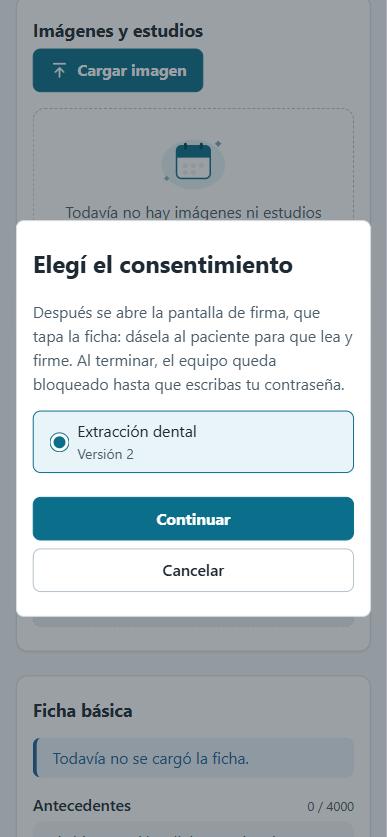 Imágenes y estudios
Cargar imagen
Todavía no hay imágenes ni estudios
Elegí el consentimiento
Después se abre la pantalla de firma, que
tapa la ficha: dásela al paciente para que lea y
firme. Al terminar, el equipo queda
bloqueado hasta que escribas tu contraseña.
Extracción dental
Versión 2
Continuar
Cancelar
Ficha básica
Todavía no se cargó la ficha.
Antecedentes
0 / 4000